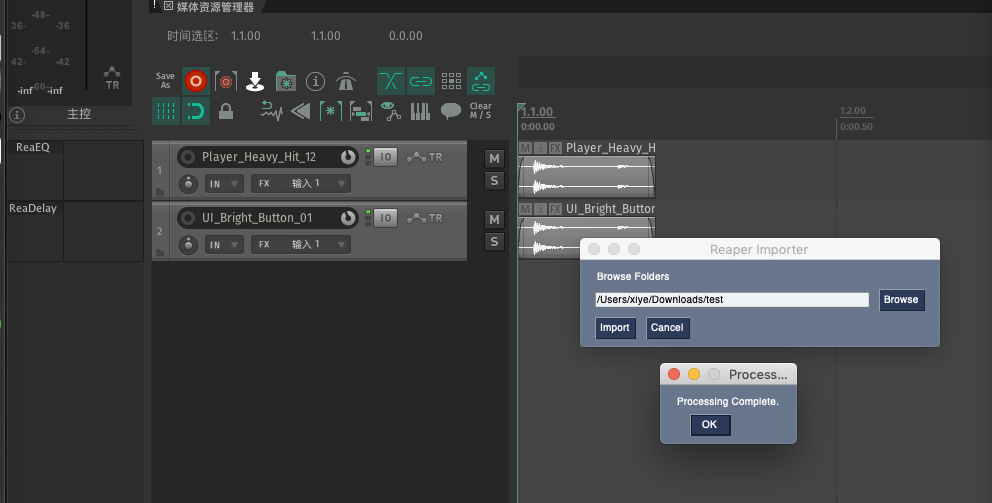 -48-
36-
-36
-54-
42-
-42
-60-
-inf
-inf
TR
主控
ReaEQ
ReaDelay
! 媒体资源管理器
时间选区:
1.1.00
1.1.00
0.0.00
Save
As
Clear
M / S
1.1.00
0:00.00
1.2.00
0:00.50
1
Player_Heavy_Hit_12
IO
TR
M
IN
FX
输入 1
S
2
UI_Bright_Button_01
IO
TR
M
IN
FX
输入 1
S
M i FX Player_Heavy_H
M i FX UI_Bright_Button
Reaper Importer
Browse Folders
/Users/xiye/Downloads/test
Browse
Import
Cancel
Process...
Processing Complete.
OK